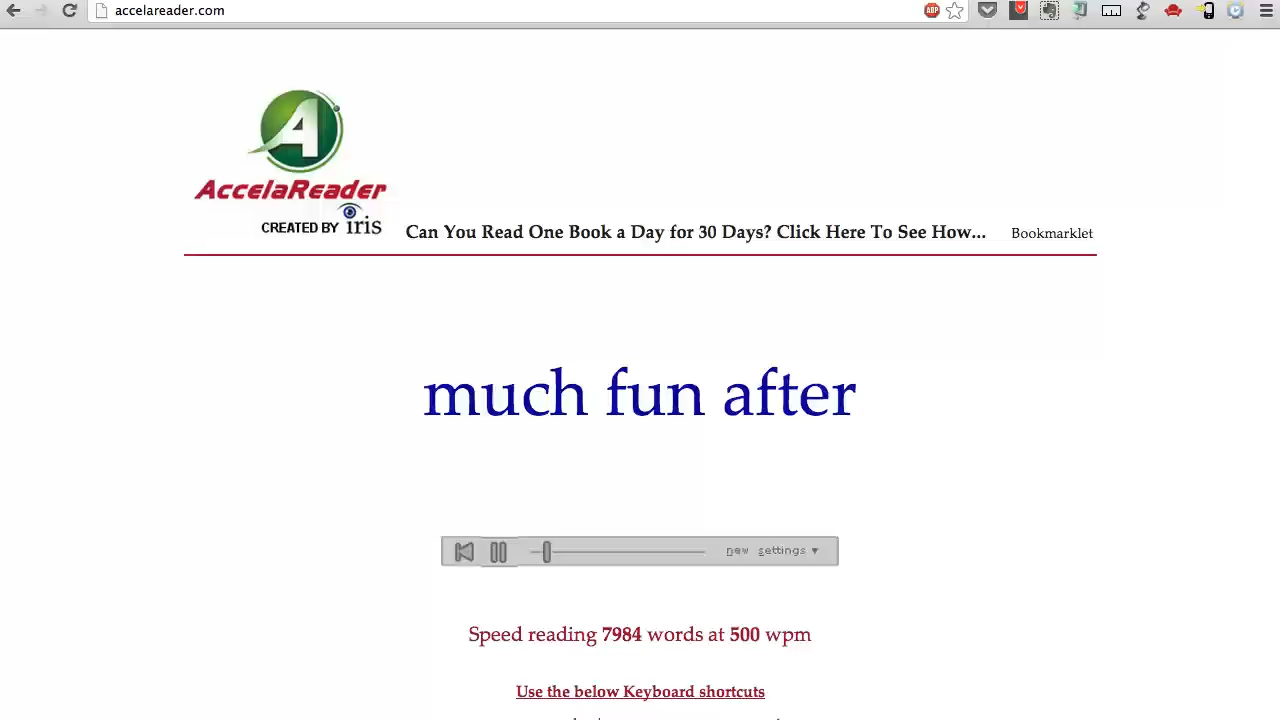 accelareader.com
ABP
A
AccelaReader
CREATED BY iris
Can You Read One Book a Day for 30 Days? Click Here To See How... Bookmarklet
much fun after
new settings ▼
Speed reading 7984 words at 500 wpm
Use the below Keyboard shortcuts